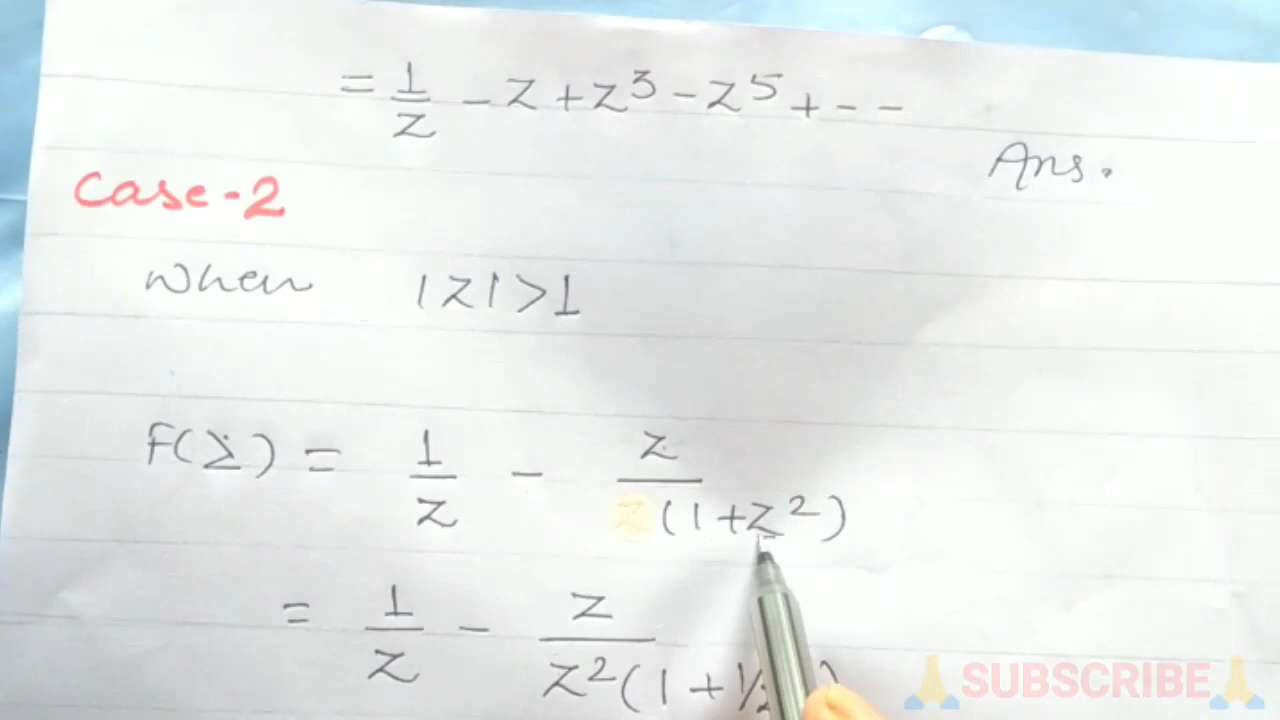 = 1/z - z + z³ - z⁵ + - -
Ans.
Case-2
When |z|>1
F(z) = 1/z - z/(1+z²)
= 1/z - z/z²(1+1/
🙏SUBSCRIBE🙏